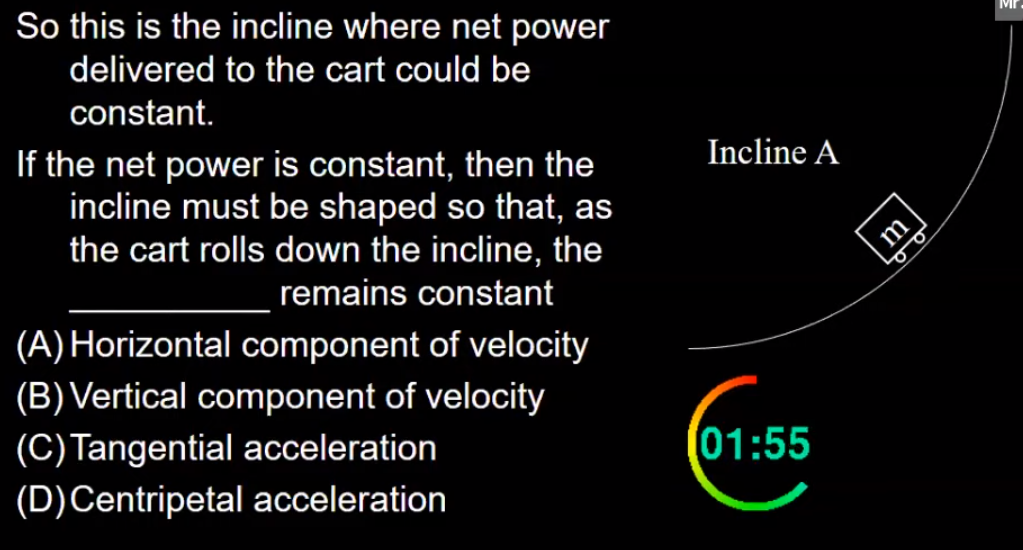 Mr.
So this is the incline where net power
delivered to the cart could be
constant.
If the net power is constant, then the
incline must be shaped so that, as
the cart rolls down the incline, the
___________ remains constant
(A) Horizontal component of velocity
(B) Vertical component of velocity
(C) Tangential acceleration
(D) Centripetal acceleration
Incline A
m
01:55